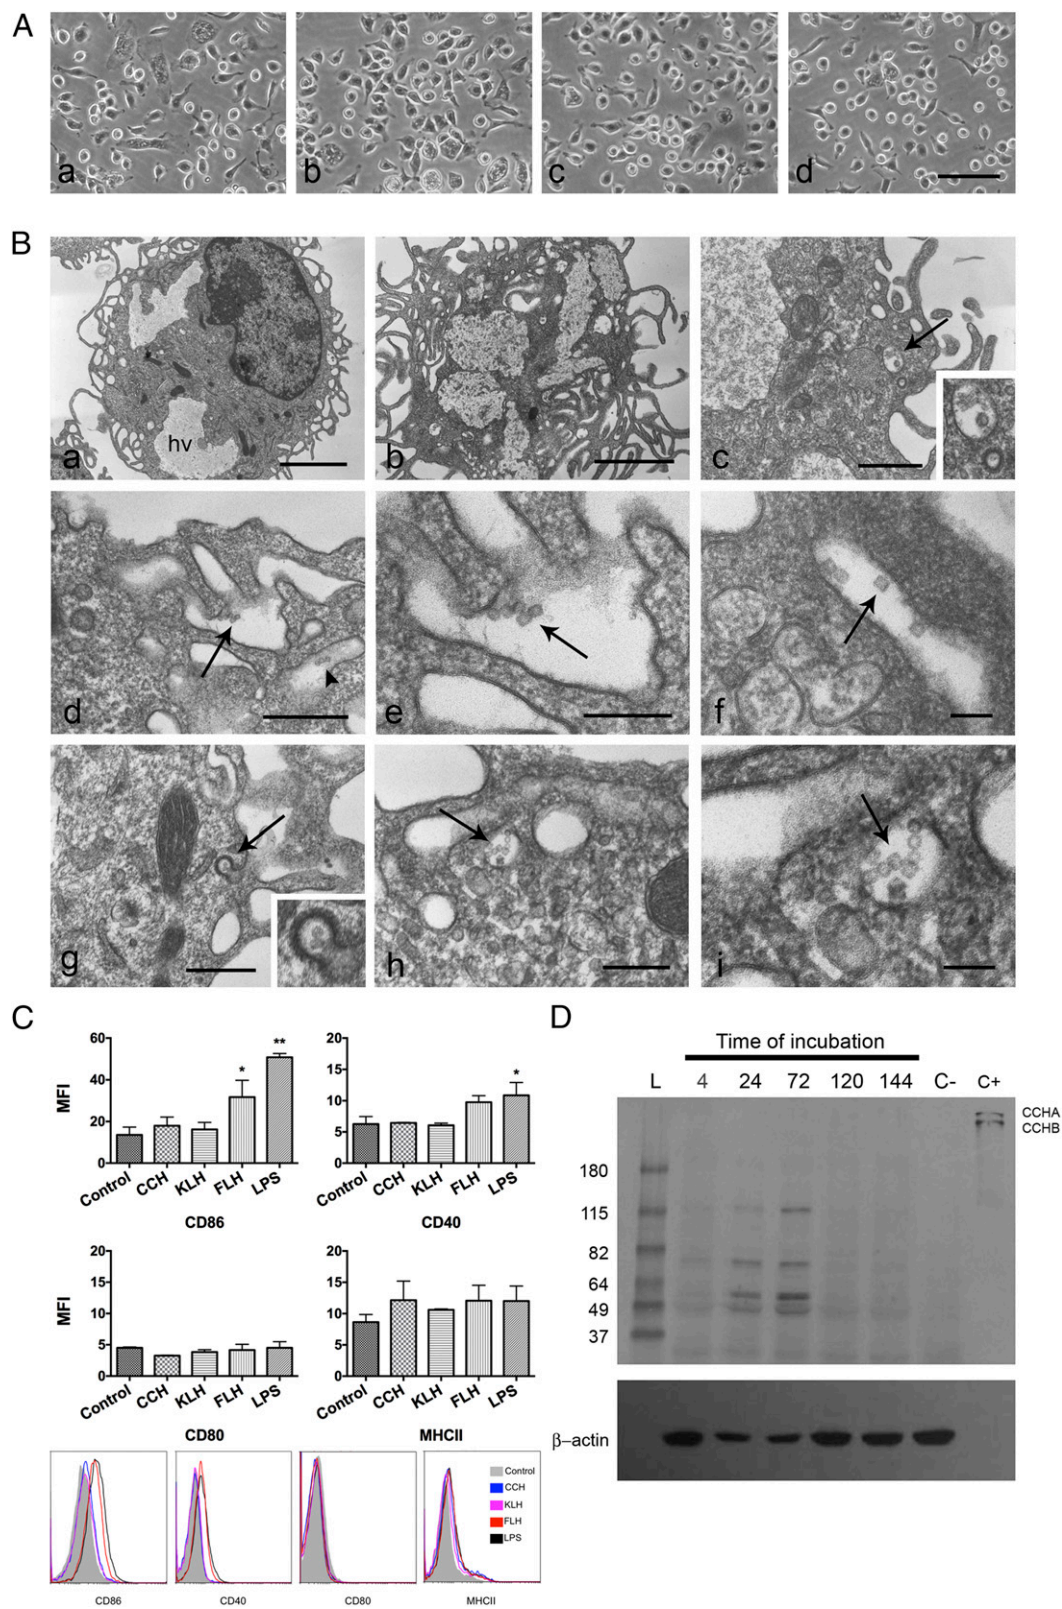 A
a
b
c
d
B
hv
a
b
c
d
e
f
g
h
i
C
60
40
20
0
MFI
*
**
Control
CCH
KLH
FLH
LPS
CD86
20
15
10
5
0
*
Control
CCH
KLH
FLH
LPS
CD40
20
15
10
5
0
MFI
Control
CCH
KLH
FLH
LPS
CD80
20
15
10
5
0
Control
CCH
KLH
FLH
LPS
MHCII
Control
CCH
KLH
FLH
LPS
CD86
CD40
CD80
MHCII
D
Time of incubation
L 4 24 72 120 144 C- C+
CCHA
CCHB
180
115
82
64
49
37
β–actin